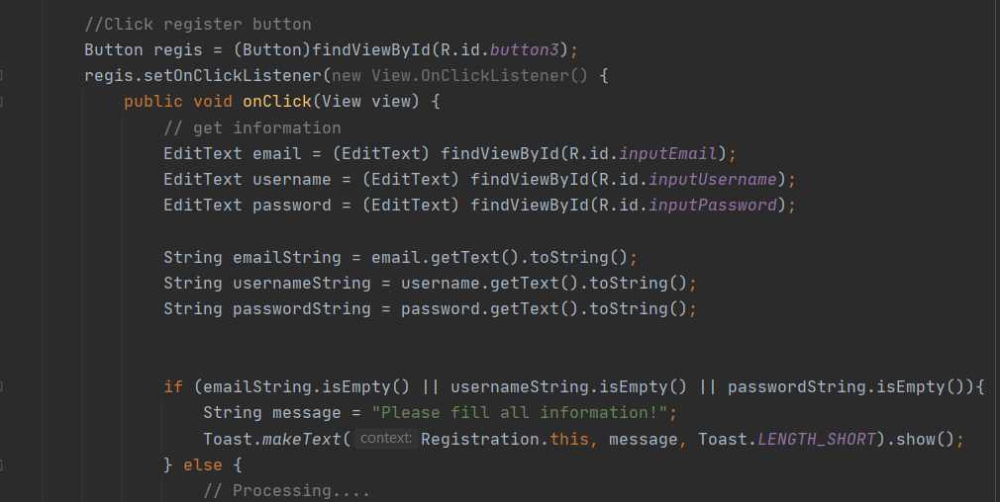 //Click register button
Button regis = (Button)findViewById(R.id.button3);
regis.setOnClickListener(new View.OnClickListener() {
public void onClick(View view) {
// get information
EditText email = (EditText) findViewById(R.id.inputEmail);
EditText username = (EditText) findViewById(R.id.inputUsername);
EditText password = (EditText) findViewById(R.id.inputPassword);
String emailString = email.getText().toString();
String usernameString = username.getText().toString();
String passwordString = password.getText().toString();
if (emailString.isEmpty() || usernameString.isEmpty() || passwordString.isEmpty()){
String message = "Please fill all information!";
Toast.makeText( context: Registration.this, message, Toast.LENGTH_SHORT).show();
} else {
// Processing....